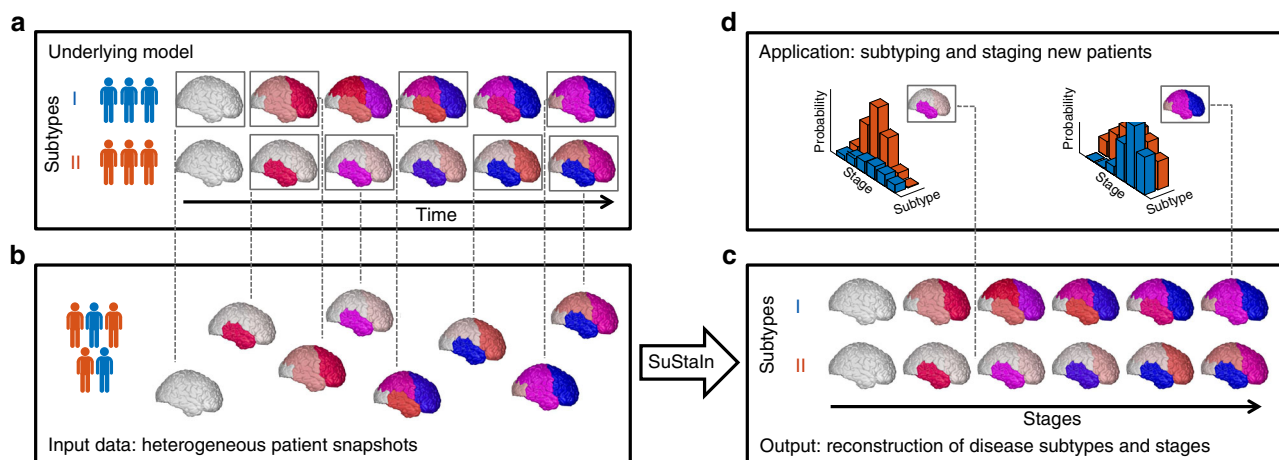 a
Underlying model
Subtypes
I
II
Time
b
Input data: heterogeneous patient snapshots
SuStaIn
d
Application: subtyping and staging new patients
Probability
Stage
Subtype
Probability
Stage
Subtype
c
Subtypes
I
II
Stages
Output: reconstruction of disease subtypes and stages